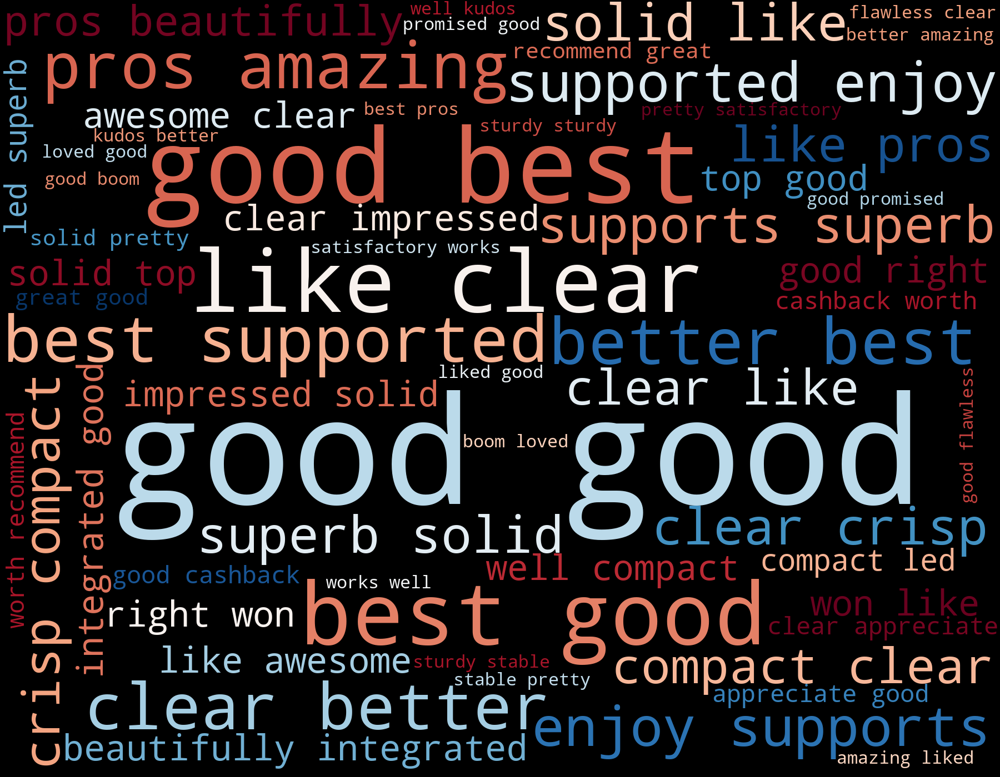 pros beautifully
well kudos
promised good
solid like
flawless clear
better amazing
pros amazing
recommend great
supported enjoy
led superb
awesome clear
best pros
pretty satisfactory
kudos better
sturdy sturdy
loved good
good best
like pros
good boom
top good
good promised
clear impressed
supports superb
solid pretty
satisfactory works
solid top
like clear
good right
great good
cashback worth
best supported
better best
liked good
impressed solid
clear like
good flawless
worth recommend
crisp compact
integrated good
good good
boom loved
superb solid
clear crisp
well compact
compact led
good cashback
works well
right won
best good
won like
clear appreciate
like awesome
sturdy stable
compact clear
stable pretty
clear better
appreciate good
enjoy supports
beautifully integrated
amazing liked